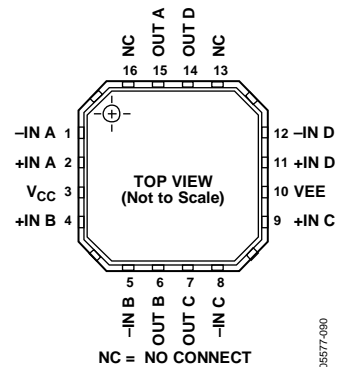 NC
OUT A
OUT D
NC
16 15 14 13
–IN A 1
+IN A 2
VCC 3
+IN B 4
12 –IN D
11 +IN D
10 VEE
9 +IN C
TOP VIEW
(Not to Scale)
5 6 7 8
–IN B
OUT B
OUT C
–IN C
NC = NO CONNECT
05577-090